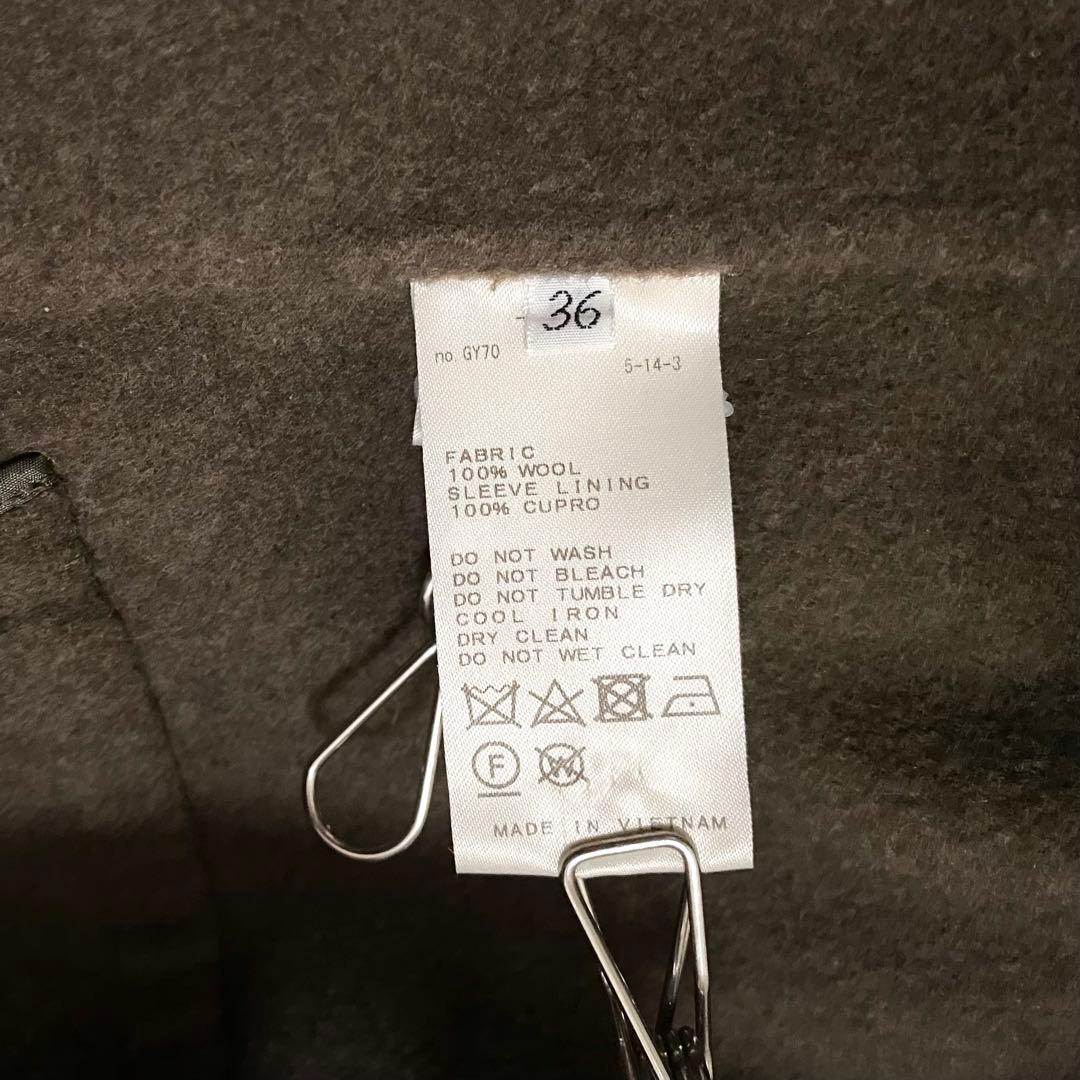 36
no GY70
5-14-3
FABRIC
100% WOOL
SLEEVE LINING
100% CUPRO
DO NOT WASH
DO NOT BLEACH
DO NOT TUMBLE DRY
COOL IRON
DRY CLEAN
DO NOT WET CLEAN
F W
MADE IN VIETNAM